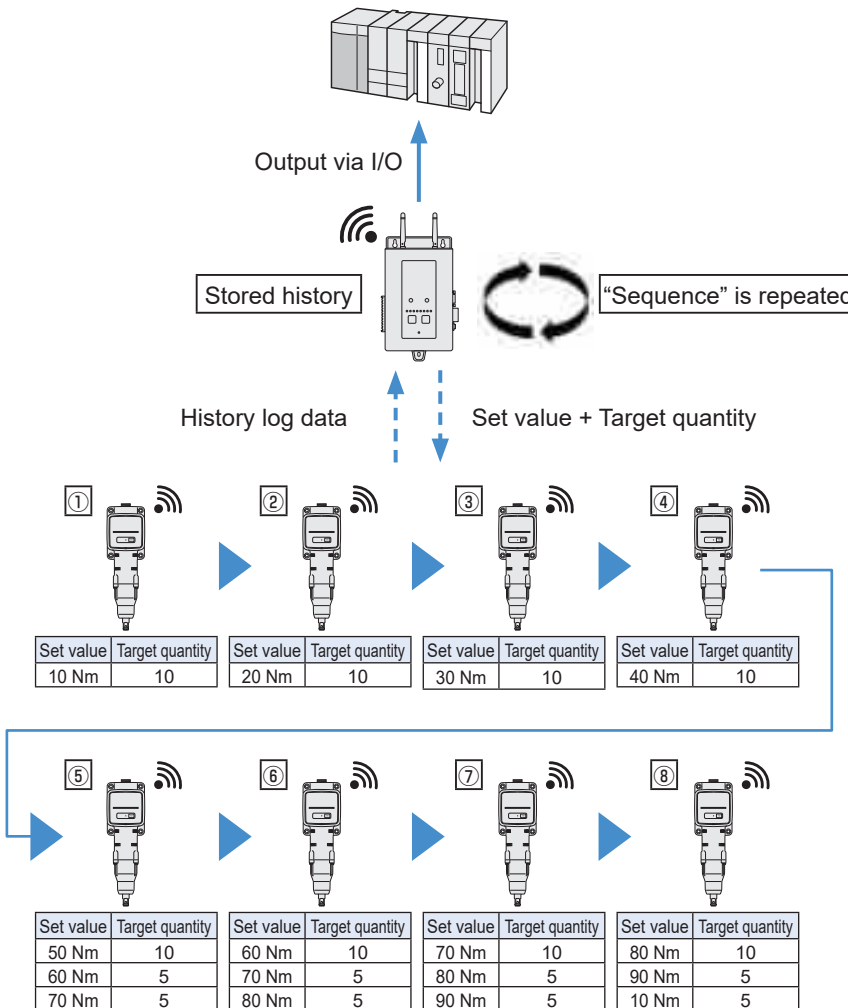 Output via I/O
Stored history
“Sequence” is repeated
History log data
Set value + Target quantity
① ② ③ ④
Set value Target quantity Set value Target quantity Set value Target quantity Set value Target quantity
10 Nm 10 20 Nm 10 30 Nm 10 40 Nm 10
⑤ ⑥ ⑦ ⑧
Set value Target quantity Set value Target quantity Set value Target quantity Set value Target quantity
50 Nm 10 60 Nm 10 70 Nm 10 80 Nm 10
60 Nm 5 70 Nm 5 80 Nm 5 90 Nm 5
70 Nm 5 80 Nm 5 90 Nm 5 10 Nm 5